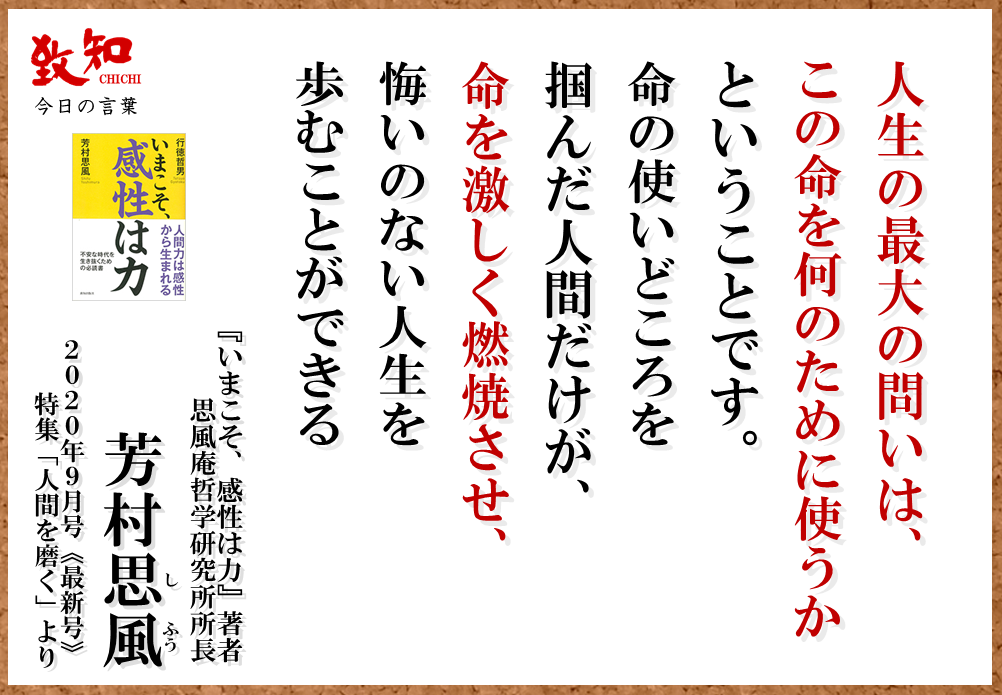 人生の最大の問いは、
この命を何のために使うか
ということです。
命の使いどころを
掴んだ人間だけが、
命を激しく燃焼させ、
悔いのない人生を
歩むことができる
『いまこそ、感性は力』著者
思風庵哲学研究所所長
芳村思風
しふう
2020年9月号《最新号》
特集「人間を磨く」より
致知
CHICHI
今日の言葉
行徳哲男
芳村思風
いまこそ、
感性は力
人間力は感性
から生まれる
不安な時代を
生き抜くため
の必読書